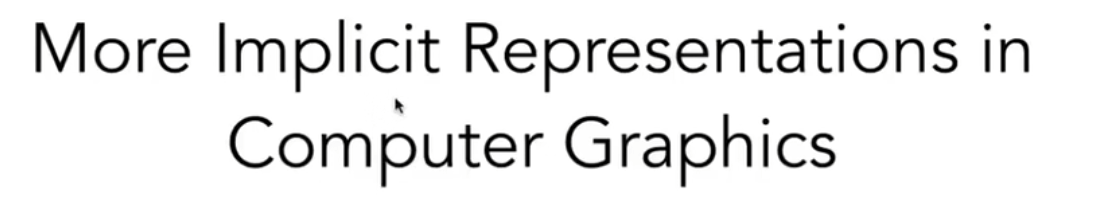 More Implicit Representations in
Computer Graphics